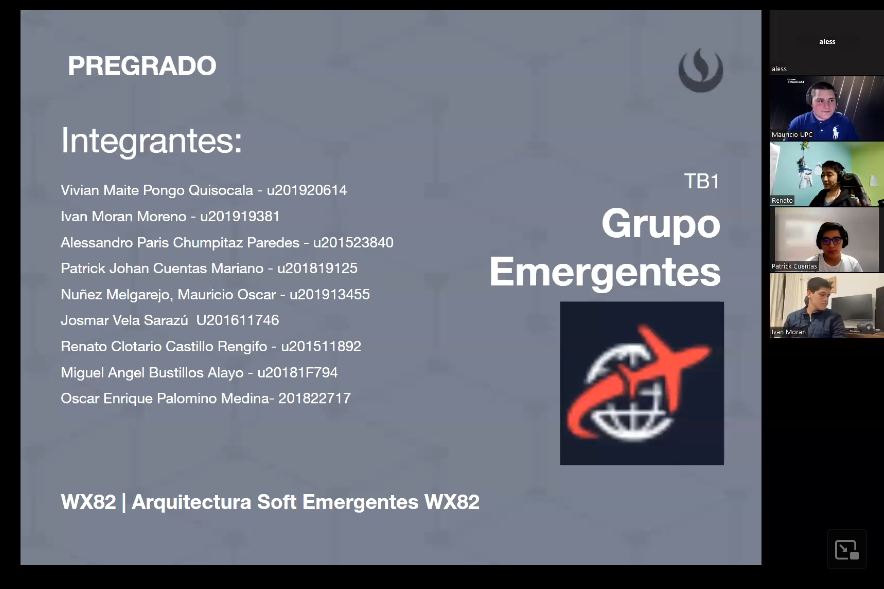 PREGRADO
Integrantes:
Vivian Maite Pongo Quisocala - u201920614
Ivan Moran Moreno - u201919381
Alessandro Paris Chumpitaz Paredes - u201523840
Patrick Johan Cuentas Mariano - u201819125
Nuñez Melgarejo, Mauricio Oscar - u201913455
Josmar Vela Sarazú  U201611746
Renato Clotario Castillo Rengifo - u201511892
Miguel Angel Bustillos Alayo - u20181F794
Oscar Enrique Palomino Medina- 201822717
TB1
Grupo
Emergentes
WX82 | Arquitectura Soft Emergentes WX82
aless
aless
Mauricio UPC
Renato
Patrick Cuentas
Ivan Moran